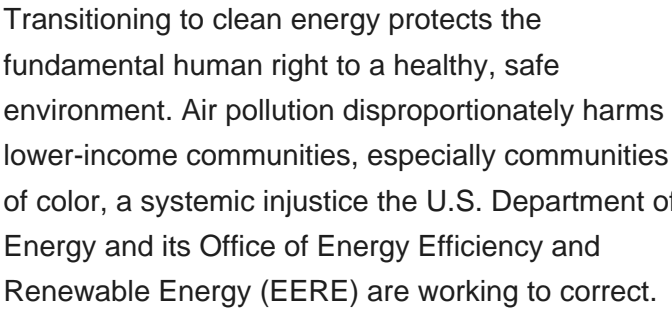 Transitioning to clean energy protects the
fundamental human right to a healthy, safe
environment. Air pollution disproportionately harms
lower-income communities, especially communities
of color, a systemic injustice the U.S. Department of
Energy and its Office of Energy Efficiency and
Renewable Energy (EERE) are working to correct.